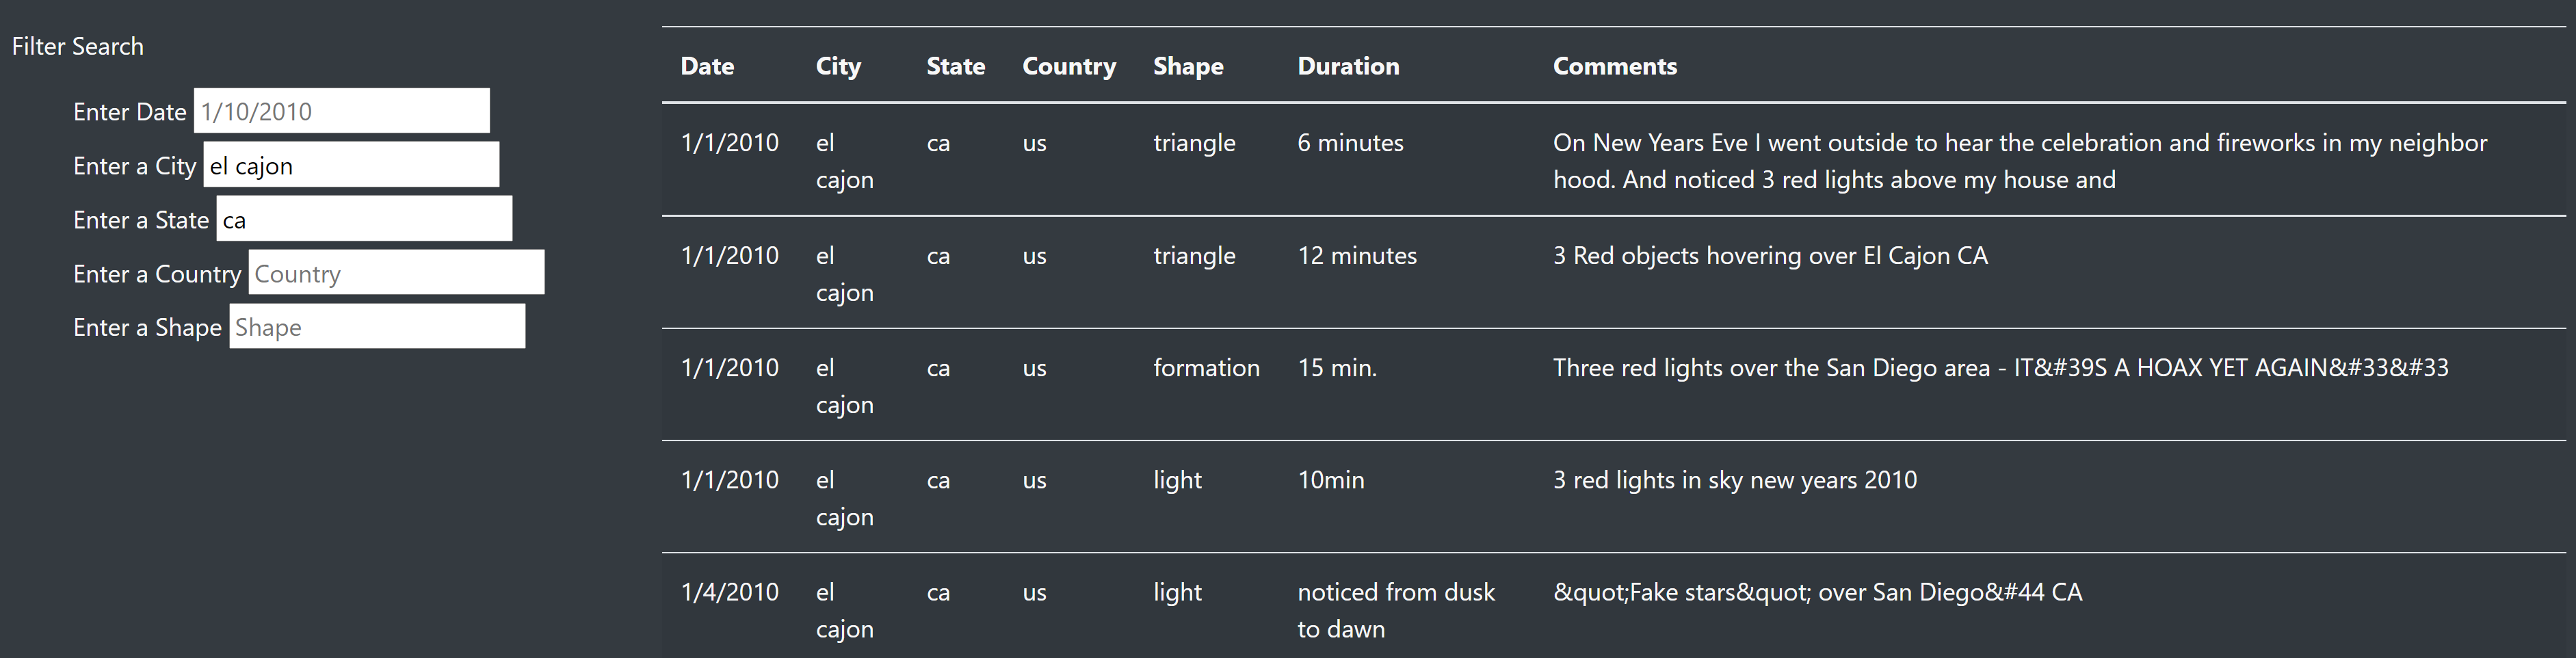 Filter Search
Enter Date 1/10/2010
Enter a City el cajon
Enter a State ca
Enter a Country Country
Enter a Shape Shape
Date City State Country Shape Duration Comments
1/1/2010 el ca us triangle 6 minutes On New Years Eve I went outside to hear the celebration and fireworks in my neighbor
cajon hood. And noticed 3 red lights above my house and
1/1/2010 el ca us triangle 12 minutes 3 Red objects hovering over El Cajon CA
cajon
1/1/2010 el ca us formation 15 min. Three red lights over the San Diego area - IT&#39S A HOAX YET AGAIN&#33&#33
cajon
1/1/2010 el ca us light 10min 3 red lights in sky new years 2010
cajon
1/4/2010 el ca us light noticed from dusk &quot;Fake stars&quot; over San Diego&#44 CA
cajon to dawn